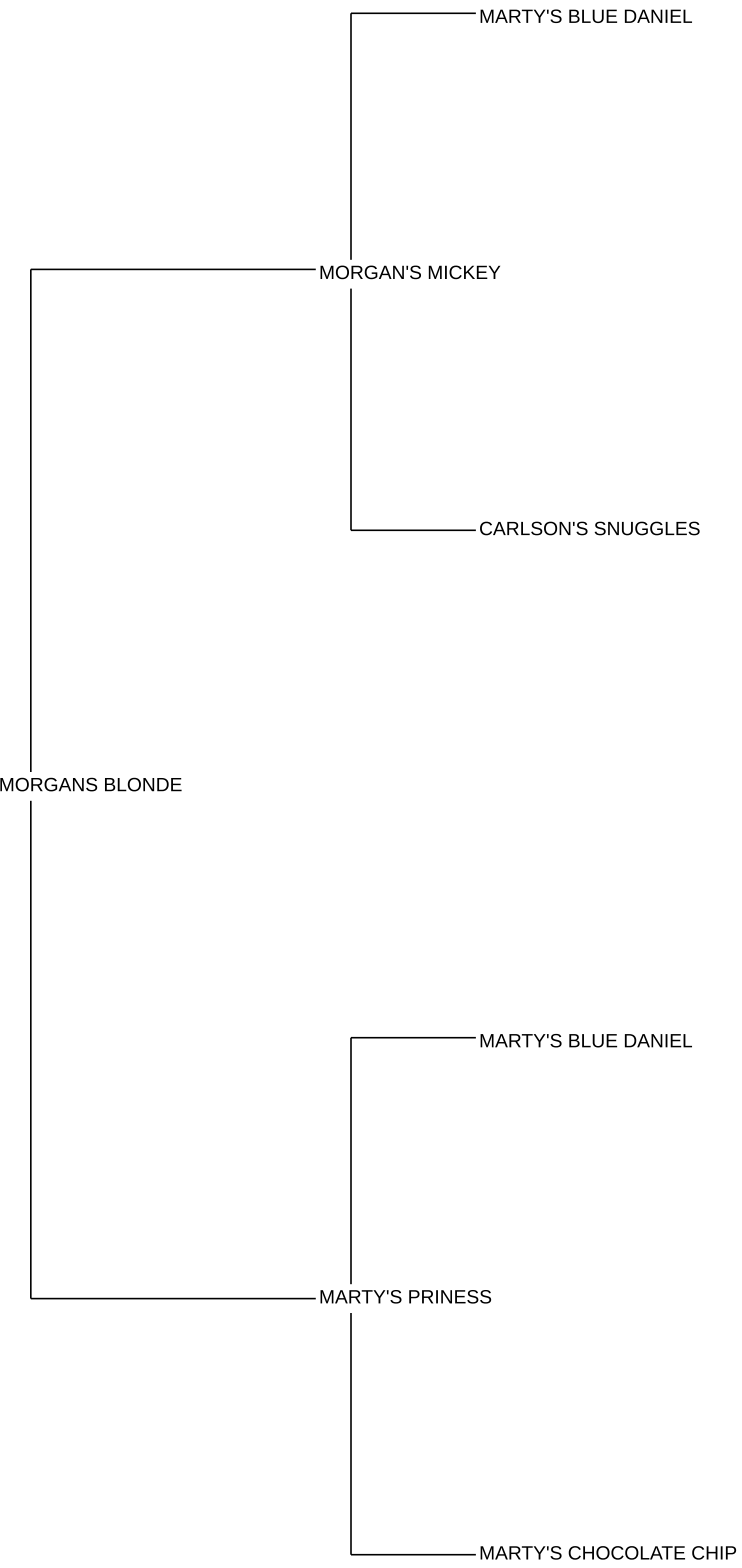 MARTY'S BLUE DANIEL
MORGAN'S MICKEY
CARLSON'S SNUGGLES
MORGANS BLONDE
MARTY'S BLUE DANIEL
MARTY'S PRINESS
MARTY'S CHOCOLATE CHIP